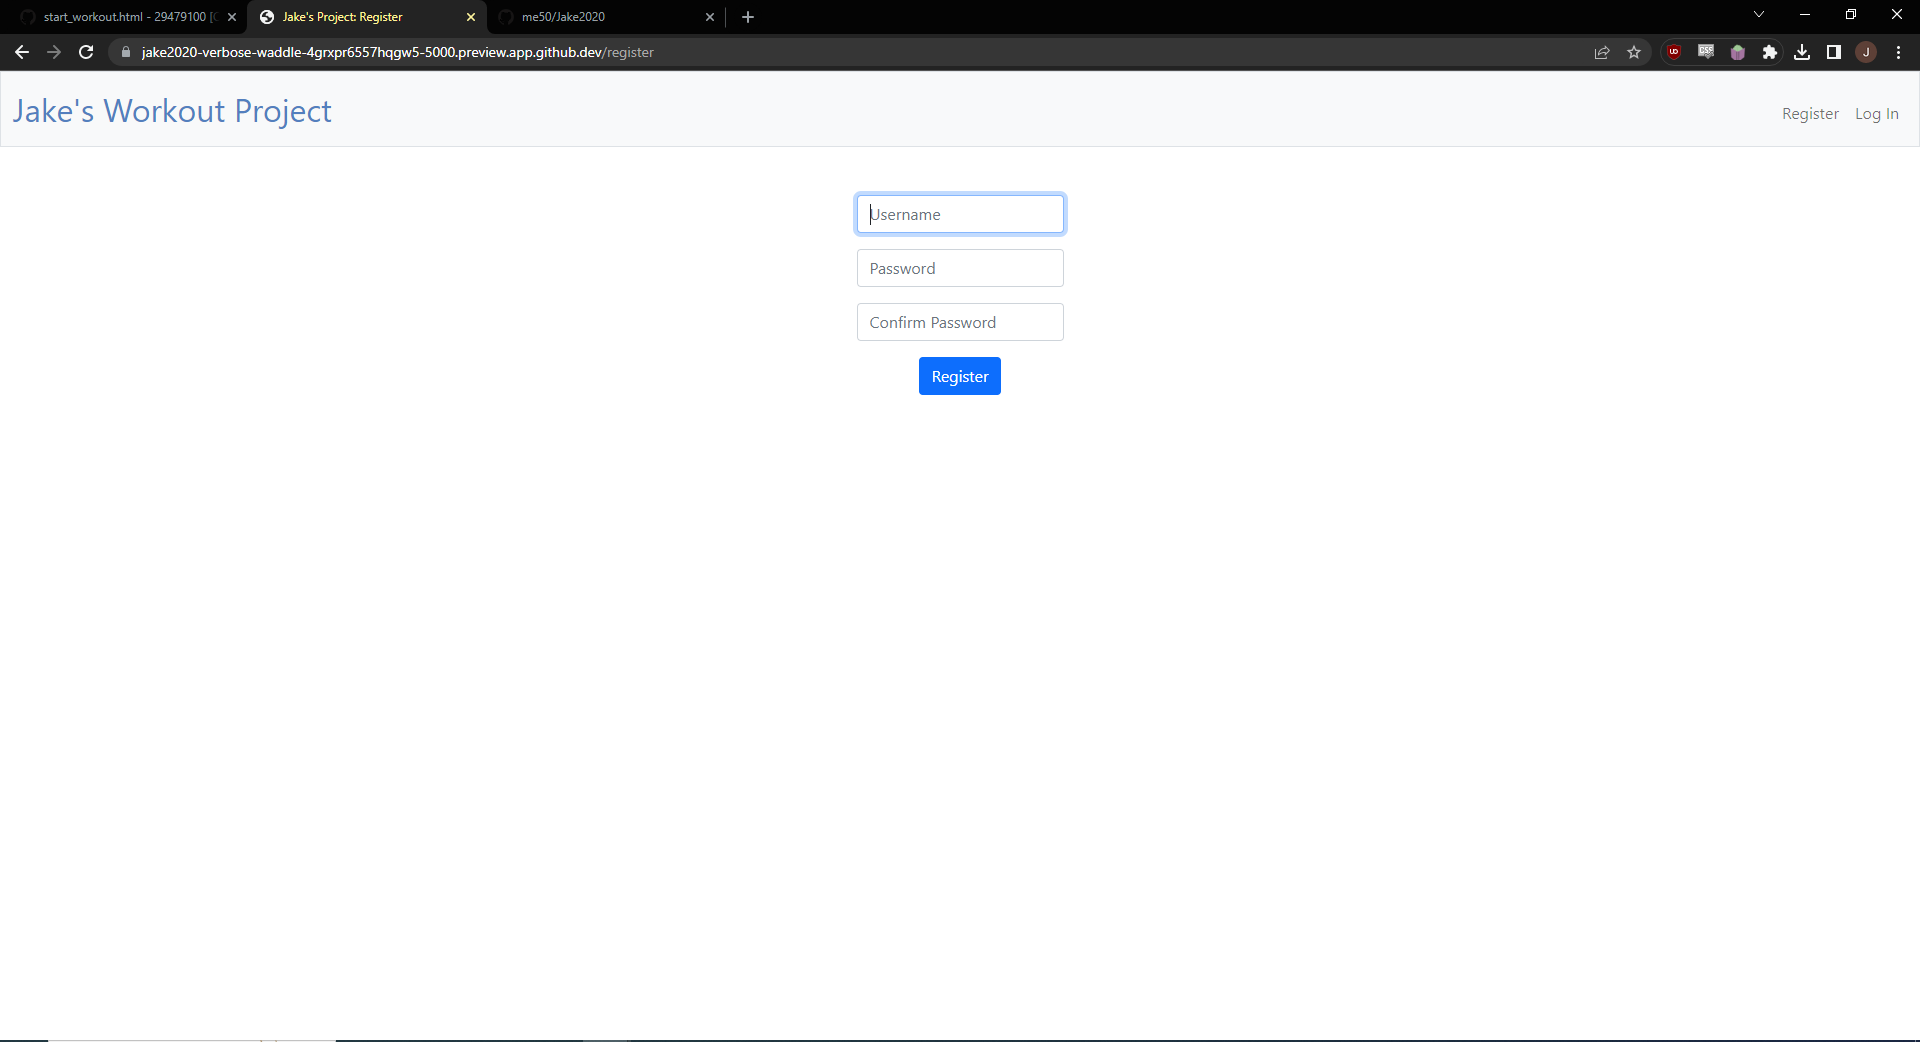 start_workout.html - 29479100 [C
Jake's Project: Register
me50/Jake2020
jake2020-verbose-waddle-4grxpr6557hqgw5-5000.preview.app.github.dev/register
J
Jake's Workout Project
Register
Log In
Username
Password
Confirm Password
Register